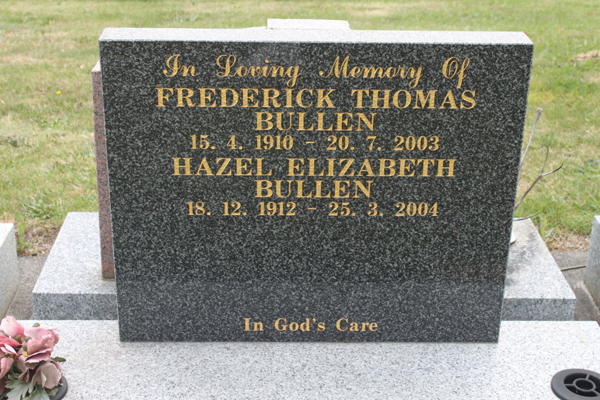 In Loving Memory Of
FREDERICK THOMAS
BULLEN
15. 4. 1910 - 20. 7. 2003
HAZEL ELIZABETH
BULLEN
18. 12. 1912 - 25. 3. 2004
In God's Care